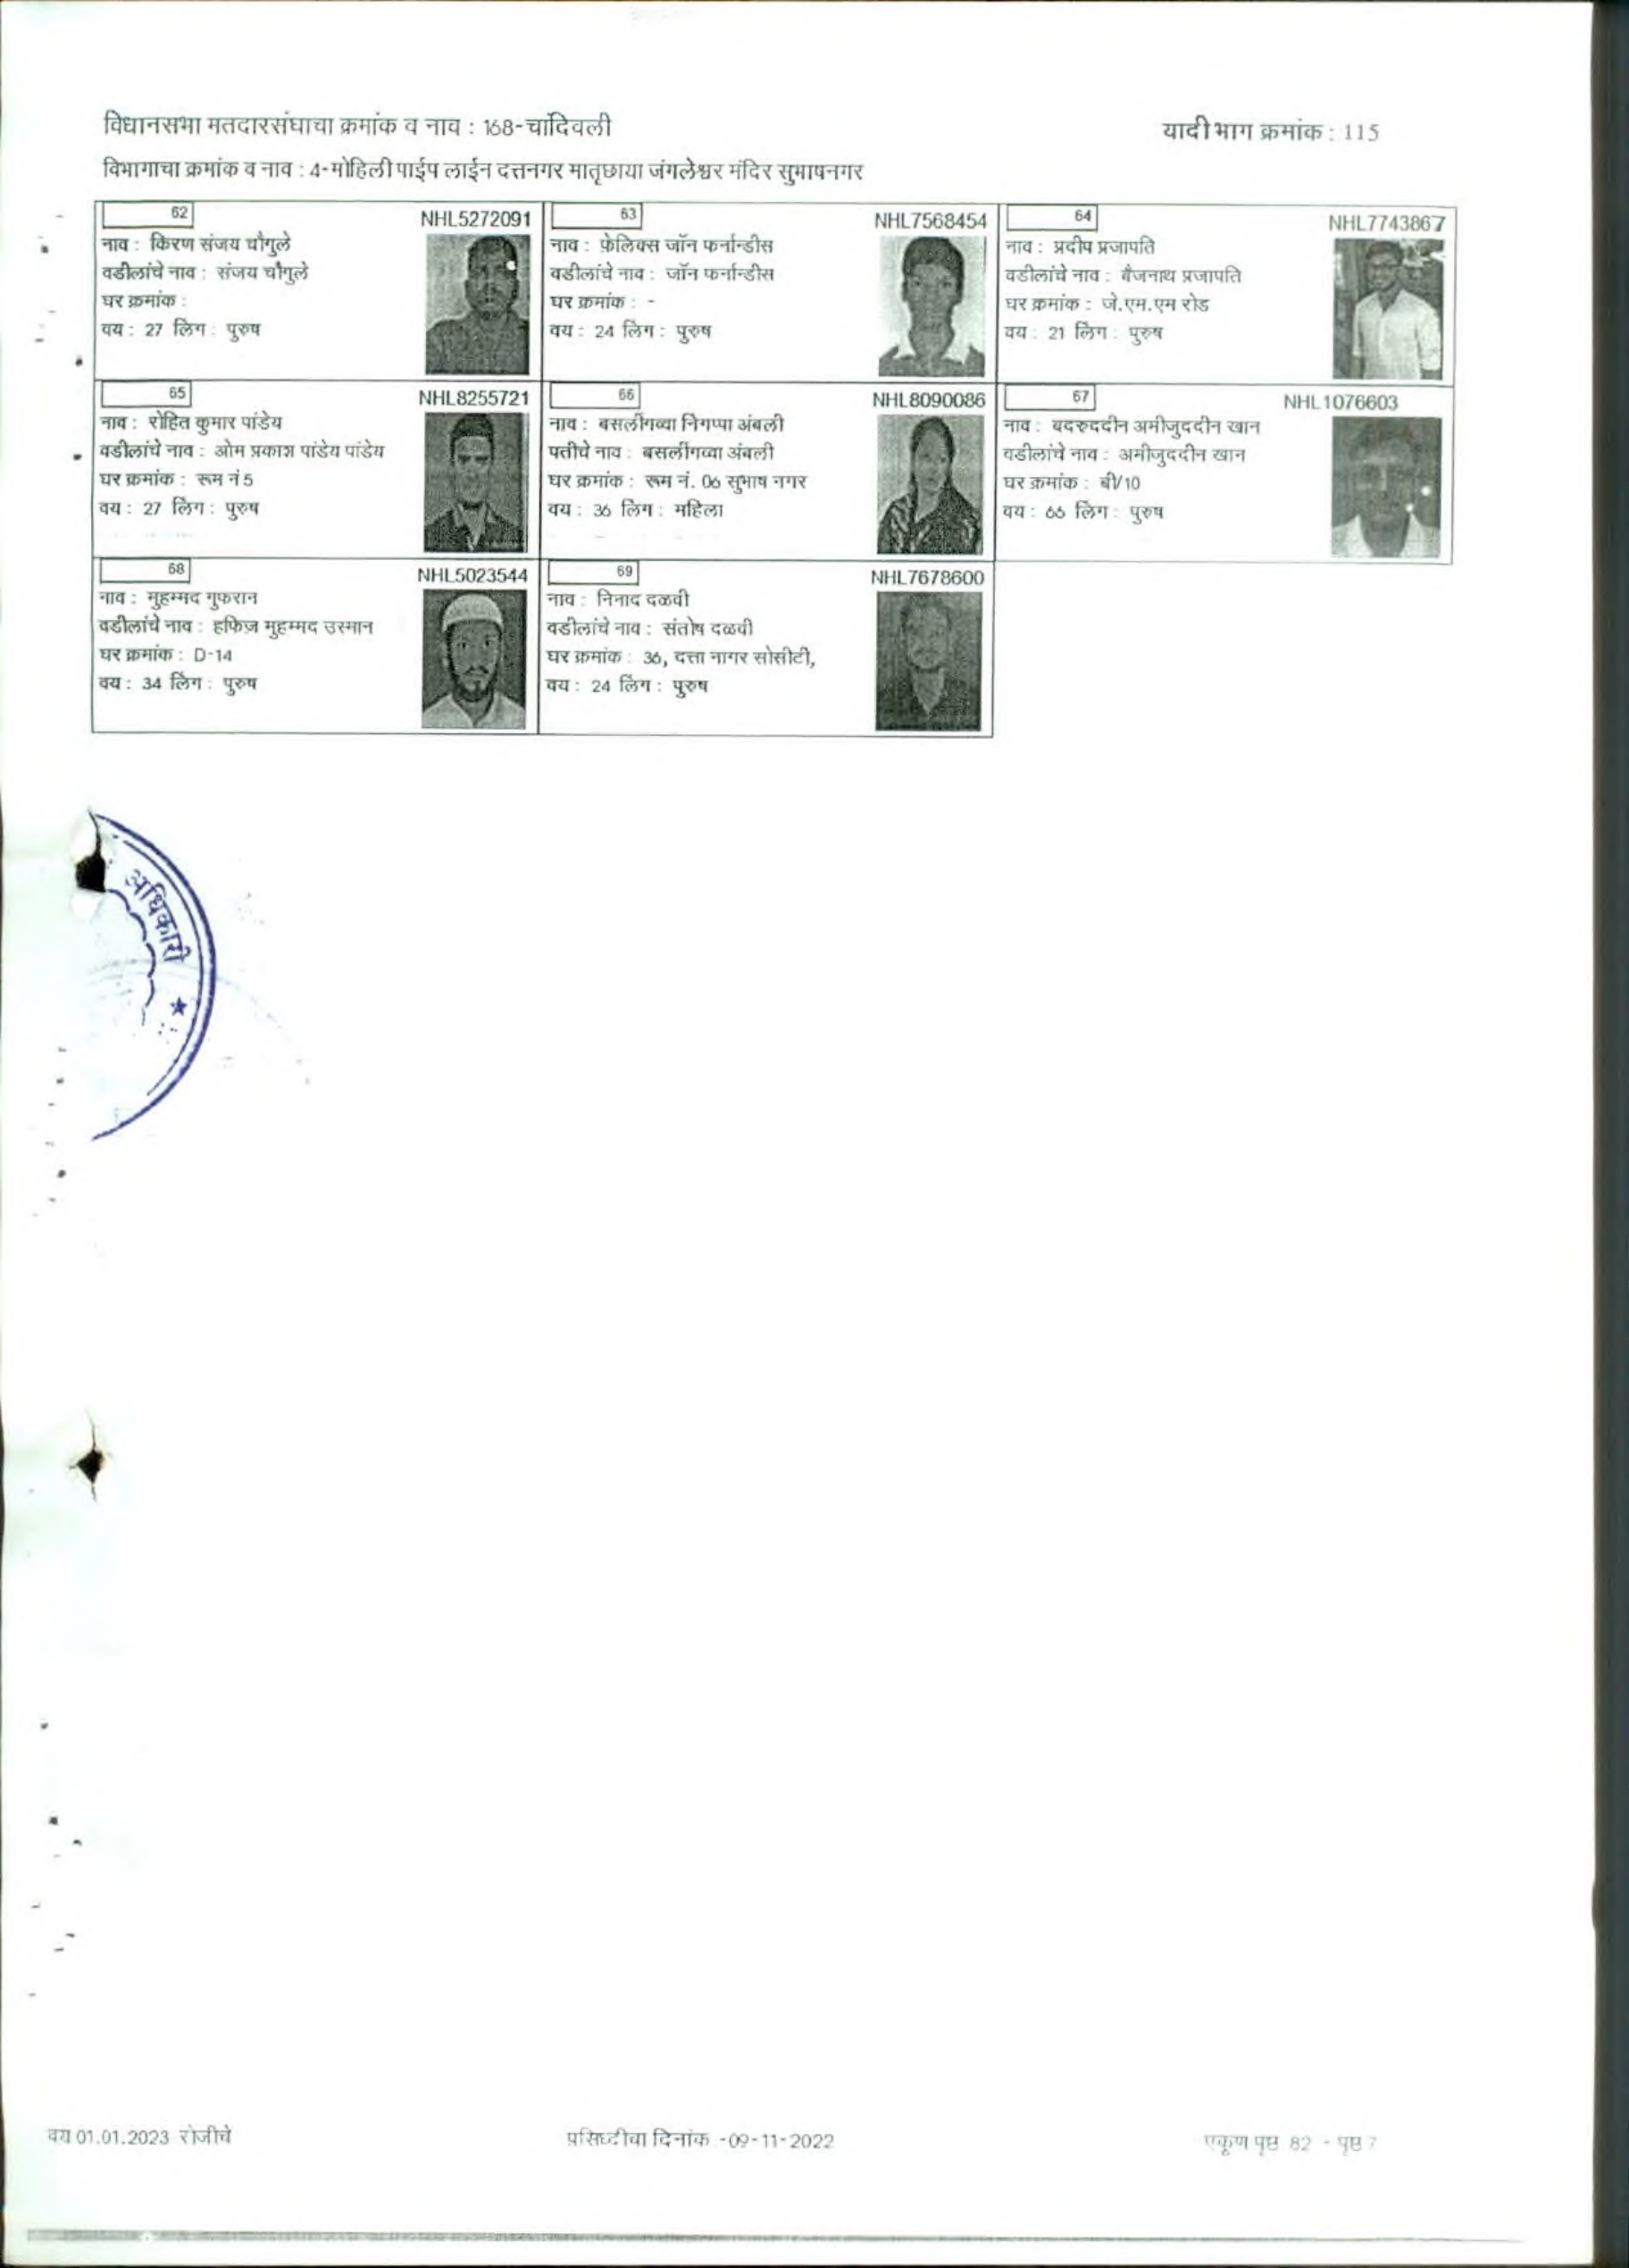 विधानसभा मतदारसंघाचा क्रमांक व नाव : 168-चांदिवली
यादी भाग क्रमांक : 115
विभागाचा क्रमांक व नाव : 4-मोहिली पाईप लाईन दत्तनगर मातृछाया जंगलेश्वर मंदिर सुभाषनगर
62
NHL5272091
नाव : किरण संजय चौगुले
वडीलांचे नाव : संजय चौगुले
घर क्रमांक :
वय : 27 लिंग : पुरुष
63
NHL7568454
नाव : फ़ेलिक्स जॉन फर्नान्डीस
वडीलांचे नाव : जॉन फर्नान्डीस
घर क्रमांक : -
वय : 24 लिंग : पुरुष
64
NHL7743867
नाव : प्रदीप प्रजापति
वडीलांचे नाव : बैजनाथ प्रजापति
घर क्रमांक : जे.एम.एम रोड
वय : 21 लिंग : पुरुष
65
NHL8255721
नाव : रोहित कुमार पांडेय
वडीलांचे नाव : ओम प्रकाश पांडेय पांडेय
घर क्रमांक : रूम नं 5
वय : 27 लिंग : पुरुष
66
NHL8090086
नाव : बसलींगव्वा निगप्पा अंबली
पतीचे नाव : बसलींगव्वा अंबली
घर क्रमांक : रूम नं. 06 सुभाष नगर
वय : 36 लिंग : महिला
67
NHL1076603
नाव : बदरुददीन अमीजुददीन खान
वडीलांचे नाव : अमीजुददीन खान
घर क्रमांक : बी/10
वय : 66 लिंग : पुरुष
68
NHL5023544
नाव : मुहम्मद गुफरान
वडीलांचे नाव : हफिज़ मुहम्मद उस्मान
घर क्रमांक : D-14
वय : 34 लिंग : पुरुष
69
NHL7678600
नाव : निनाद दळवी
वडीलांचे नाव : संतोष दळवी
घर क्रमांक : 36, दत्ता नागर सोसीटी,
वय : 24 लिंग : पुरुष
अधिकारी
वय 01.01.2023 रोजीचे
प्रसिध्दीचा दिनांक -09-11-2022
एकूण पृष्ठ 82 - पृष्ठ 7